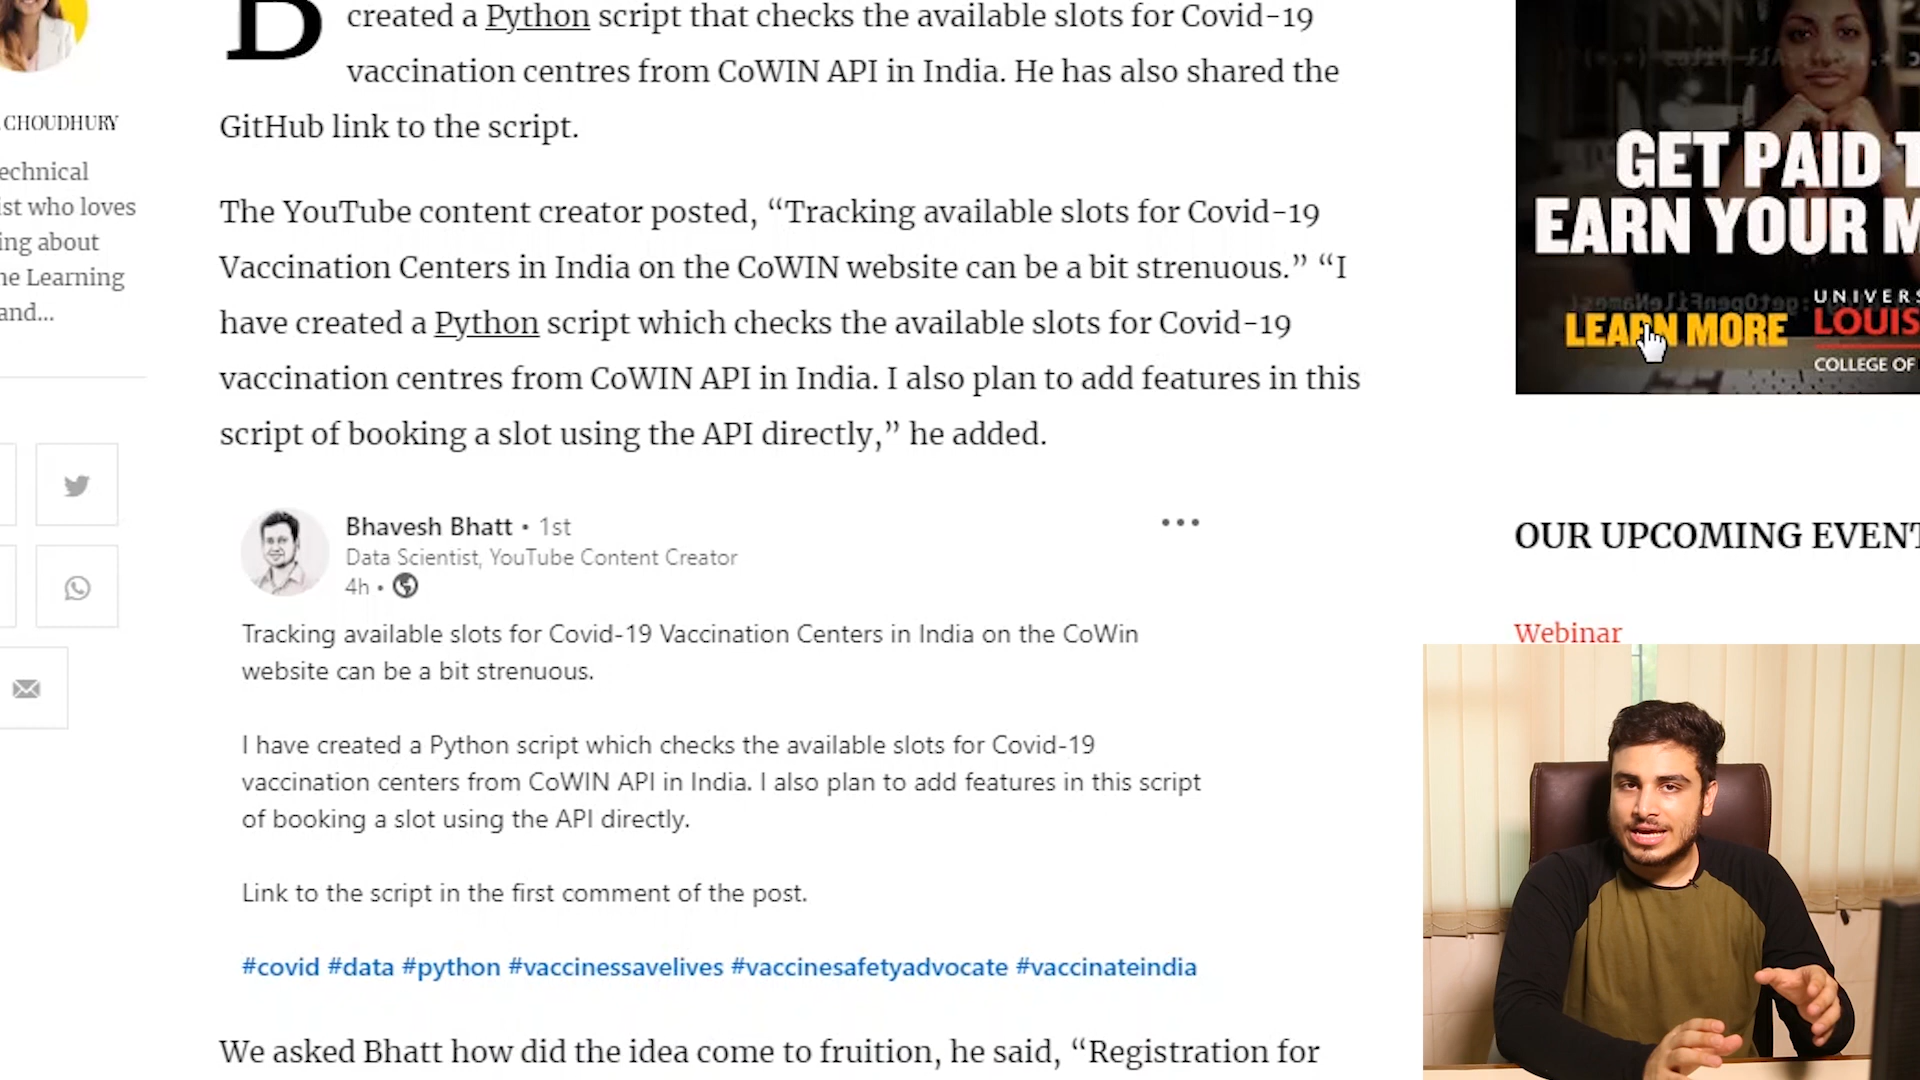 B
created a Python script that checks the available slots for Covid-19
vaccination centres from CoWIN API in India. He has also shared the
GitHub link to the script.
The YouTube content creator posted, “Tracking available slots for Covid-19
Vaccination Centers in India on the CoWIN website can be a bit strenuous.” “I
have created a Python script which checks the available slots for Covid-19
vaccination centres from CoWIN API in India. I also plan to add features in this
script of booking a slot using the API directly,” he added.
Bhavesh Bhatt • 1st
Data Scientist, YouTube Content Creator
4h •
Tracking available slots for Covid-19 Vaccination Centers in India on the CoWin
website can be a bit strenuous.
I have created a Python script which checks the available slots for Covid-19
vaccination centers from CoWIN API in India. I also plan to add features in this script
of booking a slot using the API directly.
Link to the script in the first comment of the post.
#covid #data #python #vaccinessavelives #vaccinesafetyadvocate #vaccinateindia
We asked Bhatt how did the idea come to fruition, he said, “Registration for
CHOUDHURY
echnical
ist who loves
ing about
ne Learning
and...
GET PAID T
EARN YOUR M
LEARN MORE
UNIVERS
LOUIS
COLLEGE OF
OUR UPCOMING EVENT
Webinar